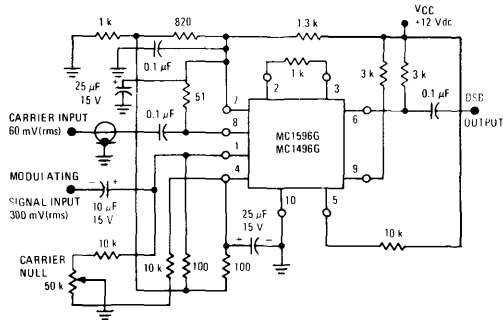 1 k
820
1.3 k
VCC
+12 Vdc
0.1 µF
25 µF
15 V
51
1 k
2
3
3 k
3 k
0.1 µF
DSB
OUTPUT
CARRIER INPUT
60 mV(rms)
0.1 µF
7
8
1
4
MC1596G
MC1496G
6
9
10
5
MODULATING
SIGNAL INPUT
300 mV(rms)
10 µF
15 V
25 µF
15 V
10 k
CARRIER
NULL
50 k
10 k
10 k
100
100